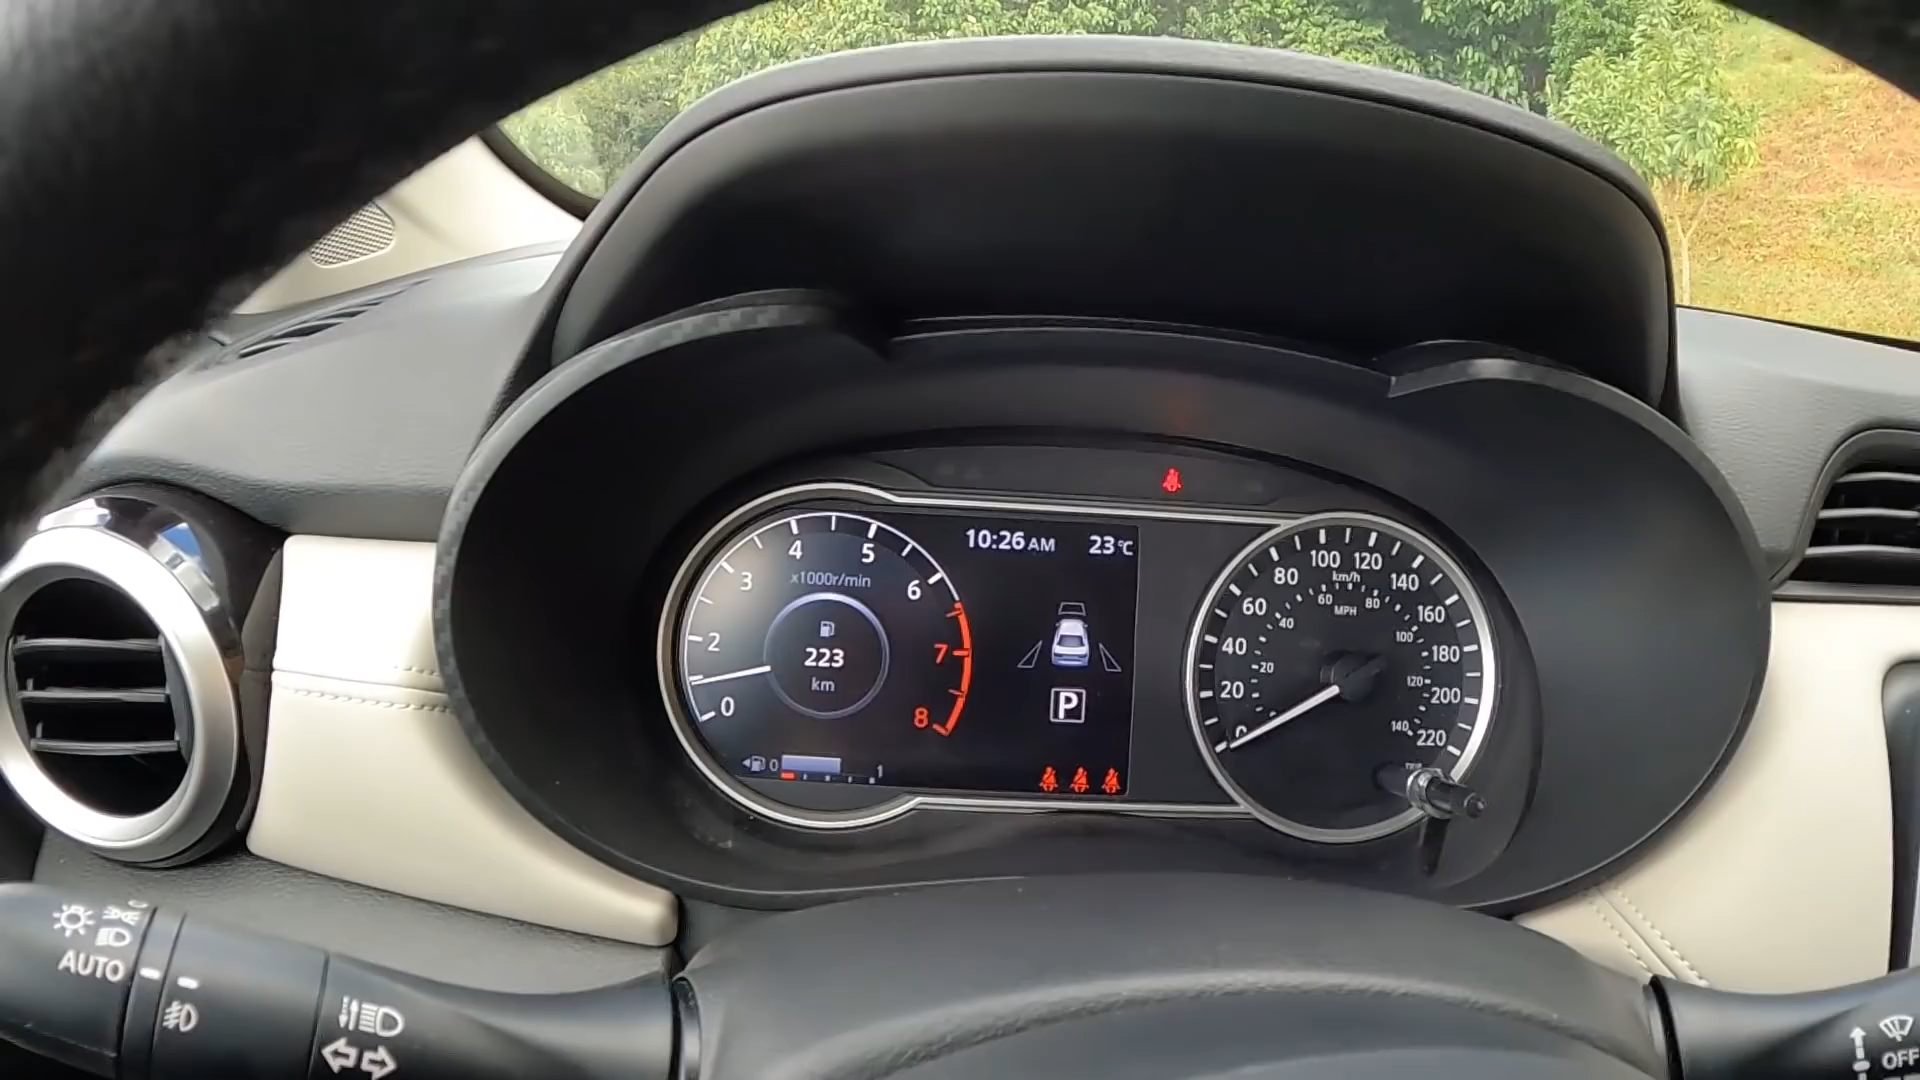 10:26 AM 23°C
4 5
3 6
x1000r/min
2 7
223
km
0 8
0 1
P
100 120
80 140
km/h
60 160
60 80
MPH
40 100
40 180
20 120
20 200
0 140 220
AUTO
OFF